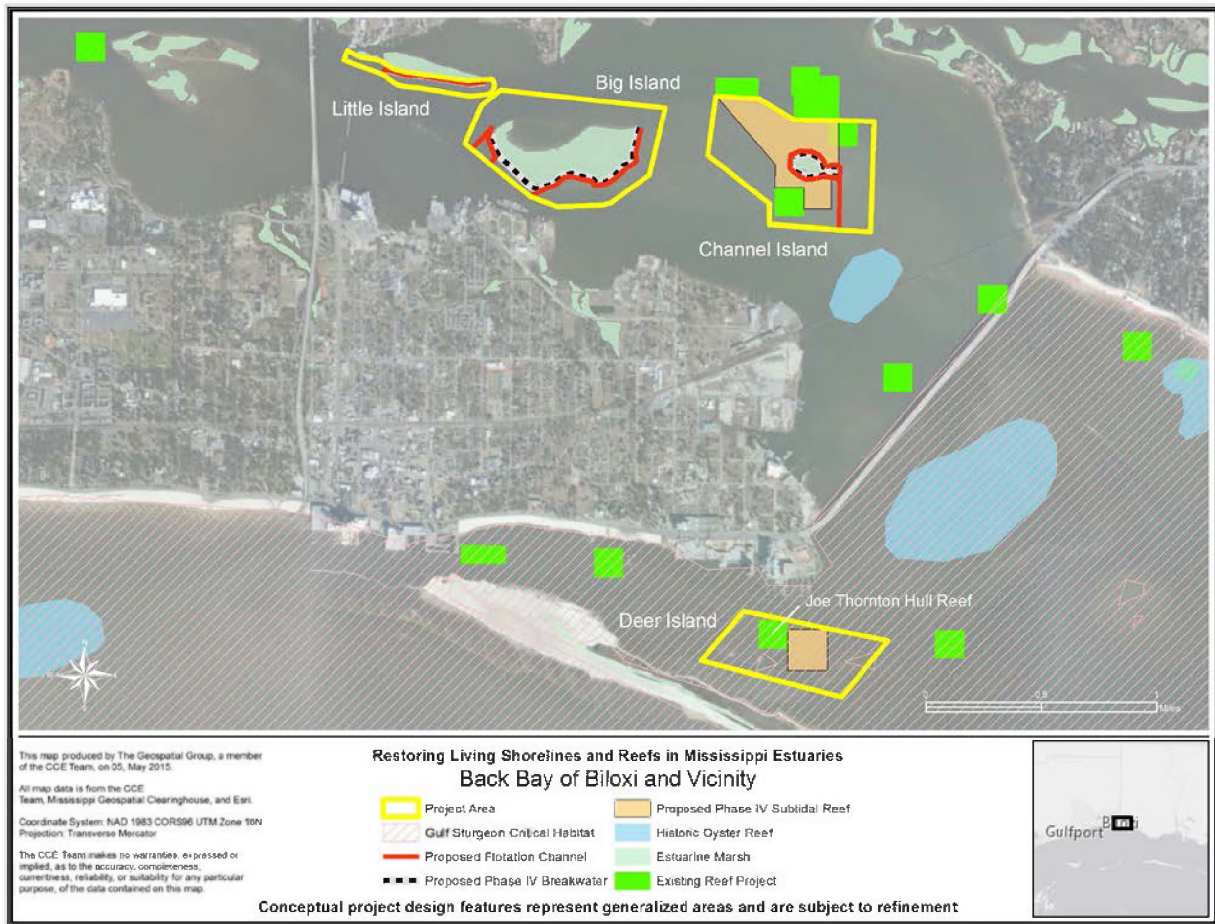 Big Island
Little Island
Channel Island
Joe Thornton Hull Reef
Deer Island
N
S
0 0.5 1
Miles
This map produced by The Geospatial Group, a member
of the CCE Team, on 05, May 2015.
All map data is from the CCE
Team, Mississippi Geospatial Clearinghouse, and Esri.
Coordinate System: NAD 1983 CORS96 UTM Zone 16N
Projection: Transverse Mercator
The CCE Team makes no warranties, expressed or
implied, as to the accuracy, completeness,
currentness, reliability, or suitability for any particular
purpose, of the data contained on this map.
Restoring Living Shorelines and Reefs in Mississippi Estuaries
Back Bay of Biloxi and Vicinity
Project Area
Gulf Sturgeon Critical Habitat
Proposed Flotation Channel
Proposed Phase IV Breakwater
Proposed Phase IV Subtidal Reef
Historic Oyster Reef
Estuarine Marsh
Existing Reef Project
Gulfport
Conceptual project design features represent generalized areas and are subject to refinement